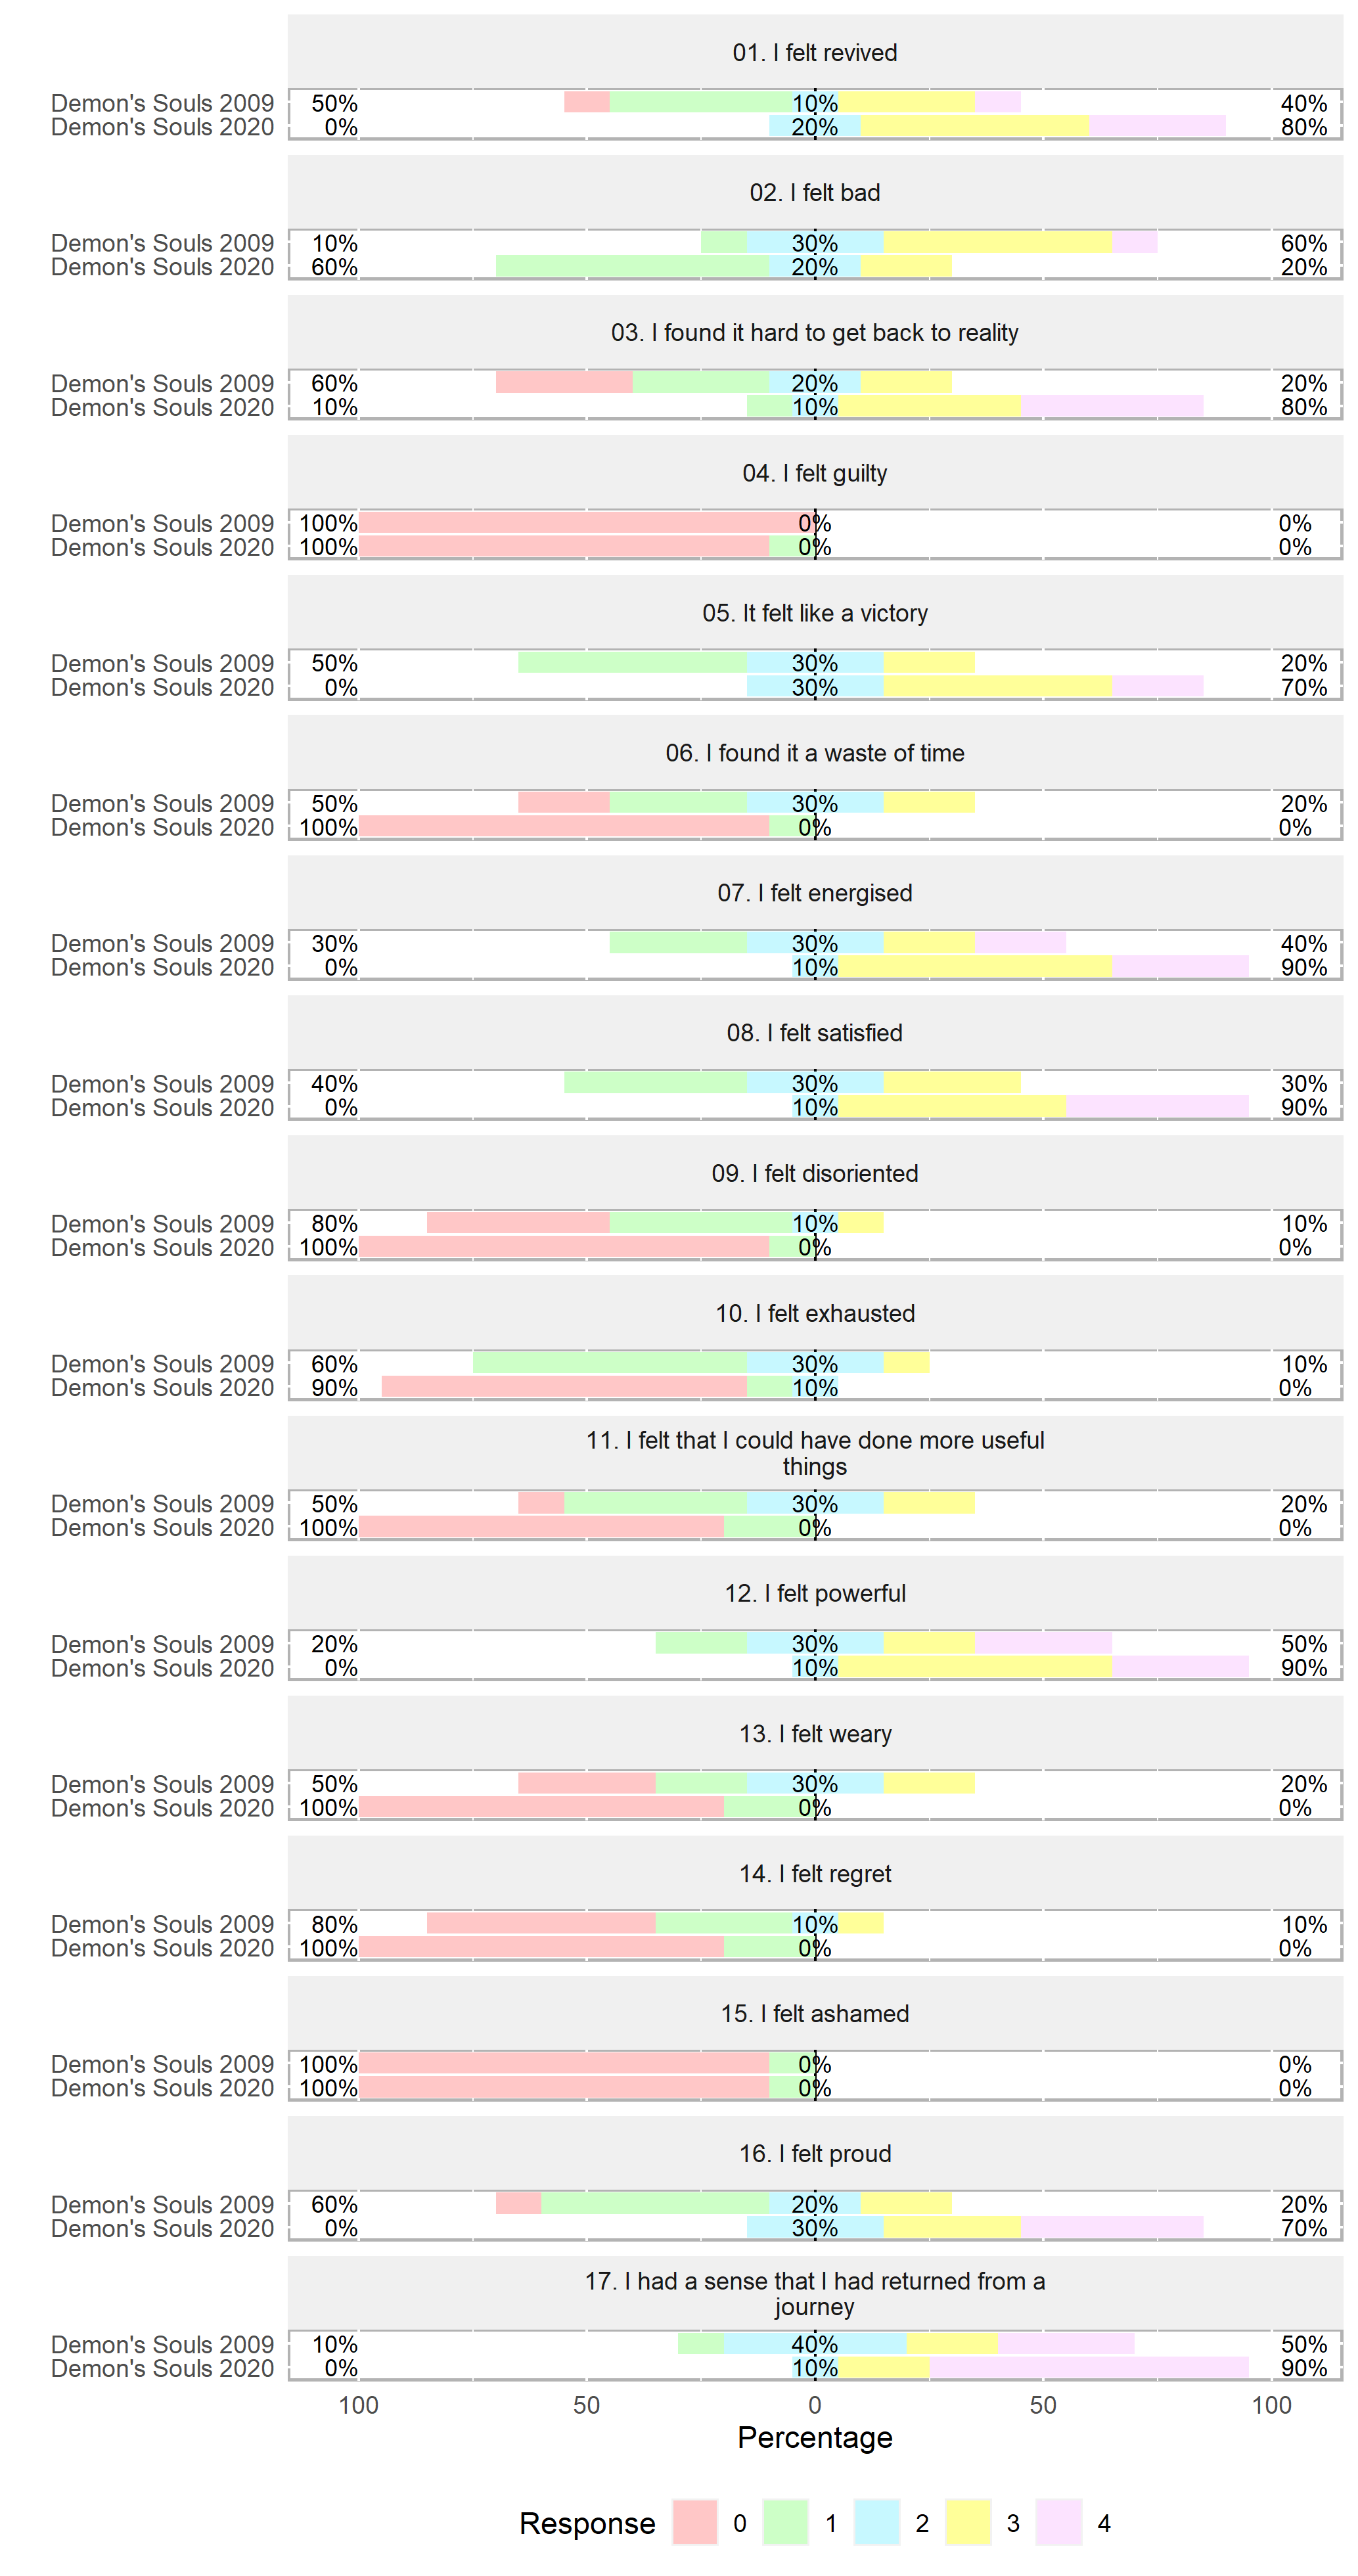 01. I felt revived
Demon's Souls 2009 50% 10% 40%
Demon's Souls 2020 0% 20% 80%
02. I felt bad
Demon's Souls 2009 10% 30% 60%
Demon's Souls 2020 60% 20% 20%
03. I found it hard to get back to reality
Demon's Souls 2009 60% 20% 20%
Demon's Souls 2020 10% 10% 80%
04. I felt guilty
Demon's Souls 2009 100% 0% 0%
Demon's Souls 2020 100% 0% 0%
05. It felt like a victory
Demon's Souls 2009 50% 30% 20%
Demon's Souls 2020 0% 30% 70%
06. I found it a waste of time
Demon's Souls 2009 50% 30% 20%
Demon's Souls 2020 100% 0% 0%
07. I felt energised
Demon's Souls 2009 30% 30% 40%
Demon's Souls 2020 0% 10% 90%
08. I felt satisfied
Demon's Souls 2009 40% 30% 30%
Demon's Souls 2020 0% 10% 90%
09. I felt disoriented
Demon's Souls 2009 80% 10% 10%
Demon's Souls 2020 100% 0% 0%
10. I felt exhausted
Demon's Souls 2009 60% 30% 10%
Demon's Souls 2020 90% 10% 0%
11. I felt that I could have done more useful
things
Demon's Souls 2009 50% 30% 20%
Demon's Souls 2020 100% 0% 0%
12. I felt powerful
Demon's Souls 2009 20% 30% 50%
Demon's Souls 2020 0% 10% 90%
13. I felt weary
Demon's Souls 2009 50% 30% 20%
Demon's Souls 2020 100% 0% 0%
14. I felt regret
Demon's Souls 2009 80% 10% 10%
Demon's Souls 2020 100% 0% 0%
15. I felt ashamed
Demon's Souls 2009 100% 0% 0%
Demon's Souls 2020 100% 0% 0%
16. I felt proud
Demon's Souls 2009 60% 20% 20%
Demon's Souls 2020 0% 30% 70%
17. I had a sense that I had returned from a
journey
Demon's Souls 2009 10% 40% 50%
Demon's Souls 2020 0% 10% 90%
100 50 0 50 100
Percentage
Response 0 1 2 3 4